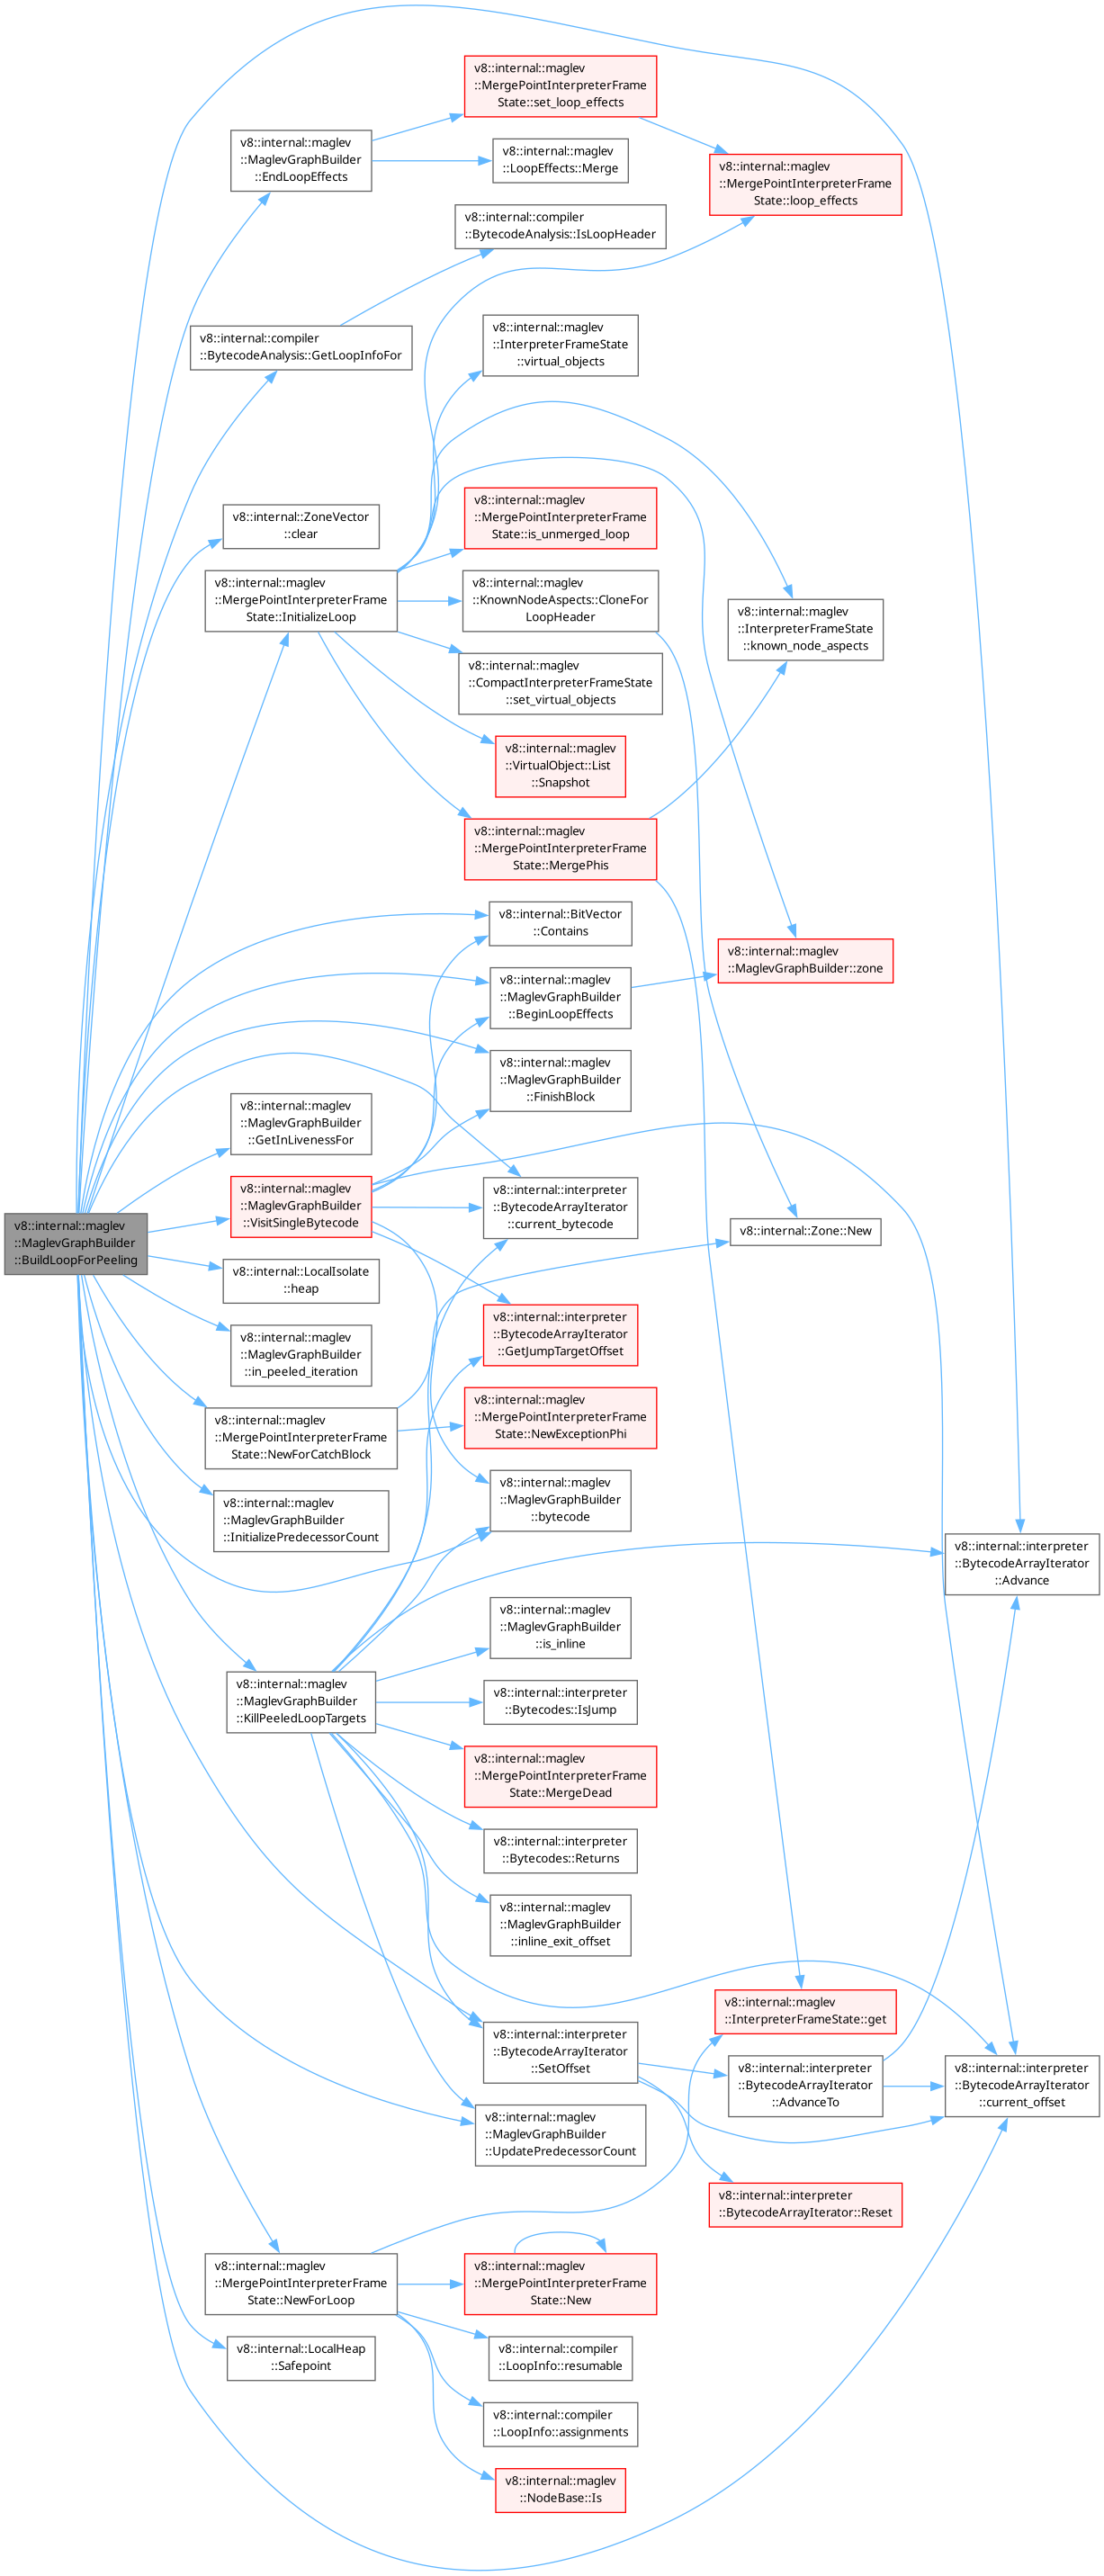 v8::internal::maglev
::MergePointInterpreterFrame
State::set_loop_effects
v8::internal::maglev
::MaglevGraphBuilder
::EndLoopEffects
v8::internal::maglev
::LoopEffects::Merge
v8::internal::maglev
::MergePointInterpreterFrame
State::loop_effects
v8::internal::compiler
::BytecodeAnalysis::IsLoopHeader
v8::internal::compiler
::BytecodeAnalysis::GetLoopInfoFor
v8::internal::maglev
::InterpreterFrameState
::virtual_objects
v8::internal::ZoneVector
::clear
v8::internal::maglev
::MergePointInterpreterFrame
State::is_unmerged_loop
v8::internal::maglev
::MergePointInterpreterFrame
State::InitializeLoop
v8::internal::maglev
::KnownNodeAspects::CloneFor
LoopHeader
v8::internal::maglev
::InterpreterFrameState
::known_node_aspects
v8::internal::maglev
::CompactInterpreterFrameState
::set_virtual_objects
v8::internal::maglev
::VirtualObject::List
::Snapshot
v8::internal::maglev
::MergePointInterpreterFrame
State::MergePhis
v8::internal::BitVector
::Contains
v8::internal::maglev
::MaglevGraphBuilder::zone
v8::internal::maglev
::MaglevGraphBuilder
::BeginLoopEffects
v8::internal::maglev
::MaglevGraphBuilder
::FinishBlock
v8::internal::maglev
::MaglevGraphBuilder
::GetInLivenessFor
v8::internal::maglev
::MaglevGraphBuilder
::VisitSingleBytecode
v8::internal::interpreter
::BytecodeArrayIterator
::current_bytecode
v8::internal::maglev
::MaglevGraphBuilder
::BuildLoopForPeeling
v8::internal::Zone::New
v8::internal::LocalIsolate
::heap
v8::internal::interpreter
::BytecodeArrayIterator
::GetJumpTargetOffset
v8::internal::maglev
::MaglevGraphBuilder
::in_peeled_iteration
v8::internal::maglev
::MergePointInterpreterFrame
State::NewForCatchBlock
v8::internal::maglev
::MergePointInterpreterFrame
State::NewExceptionPhi
v8::internal::maglev
::MaglevGraphBuilder
::InitializePredecessorCount
v8::internal::maglev
::MaglevGraphBuilder
::bytecode
v8::internal::interpreter
::BytecodeArrayIterator
::Advance
v8::internal::maglev
::MaglevGraphBuilder
::is_inline
v8::internal::maglev
::MaglevGraphBuilder
::KillPeeledLoopTargets
v8::internal::interpreter
::Bytecodes::IsJump
v8::internal::maglev
::MergePointInterpreterFrame
State::MergeDead
v8::internal::interpreter
::Bytecodes::Returns
v8::internal::maglev
::MaglevGraphBuilder
::inline_exit_offset
v8::internal::maglev
::InterpreterFrameState::get
v8::internal::interpreter
::BytecodeArrayIterator
::SetOffset
v8::internal::interpreter
::BytecodeArrayIterator
::AdvanceTo
v8::internal::interpreter
::BytecodeArrayIterator
::current_offset
v8::internal::maglev
::MaglevGraphBuilder
::UpdatePredecessorCount
v8::internal::interpreter
::BytecodeArrayIterator::Reset
v8::internal::maglev
::MergePointInterpreterFrame
State::NewForLoop
v8::internal::maglev
::MergePointInterpreterFrame
State::New
v8::internal::LocalHeap
::Safepoint
v8::internal::compiler
::LoopInfo::resumable
v8::internal::compiler
::LoopInfo::assignments
v8::internal::maglev
::NodeBase::Is